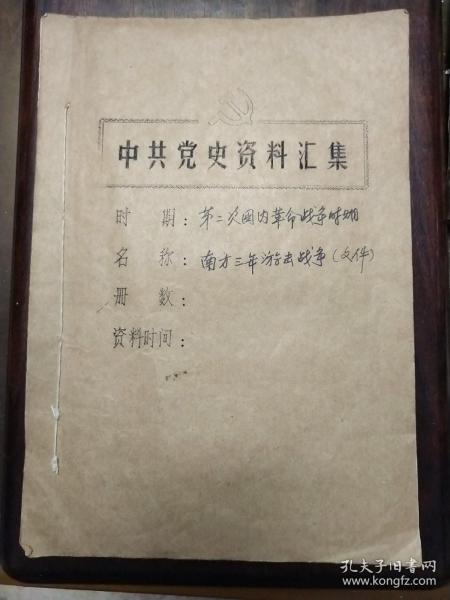 中共党史资料汇集
时 期：第二次国内革命战争时期
名 称：南方三年游击战争（文件）
册 数：
资料时间：
孔夫子旧书网
www.kongfz.com